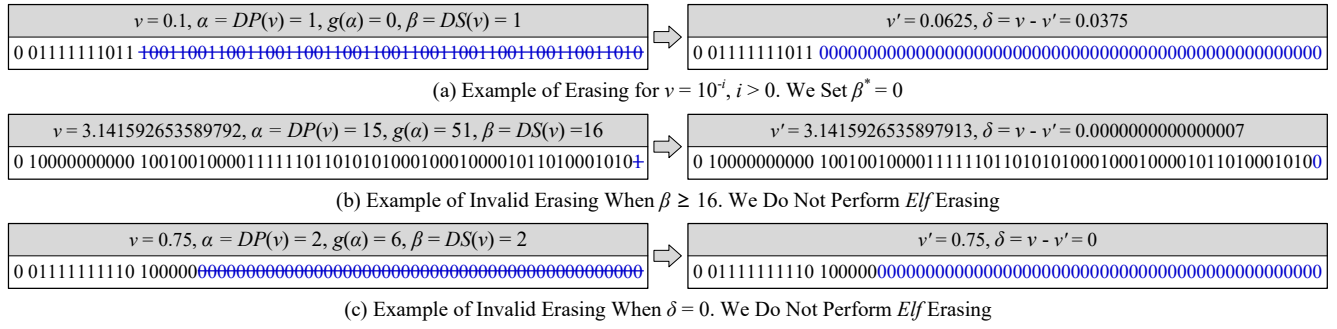 v = 0.1, α = DP(v) = 1, g(α) = 0, β = DS(v) = 1
v' = 0.0625, δ = v - v' = 0.0375
0 01111111011 1001100110011001100110011001100110011001100110011010
0 01111111011 0000000000000000000000000000000000000000000000000000
(a) Example of Erasing for v = 10^-i, i > 0. We Set β* = 0
v = 3.141592653589792, α = DP(v) = 15, g(α) = 51, β = DS(v) =16
v' = 3.1415926535897913, δ = v - v' = 0.0000000000000007
0 10000000000 1001001000011111101101010100010001000010110100010101
0 10000000000 1001001000011111101101010100010001000010110100010100
(b) Example of Invalid Erasing When β ≥ 16. We Do Not Perform Elf Erasing
v = 0.75, α = DP(v) = 2, g(α) = 6, β = DS(v) = 2
v' = 0.75, δ = v - v' = 0
0 01111111110 1000000000000000000000000000000000000000000000000000
0 01111111110 1000000000000000000000000000000000000000000000000000
(c) Example of Invalid Erasing When δ = 0. We Do Not Perform Elf Erasing